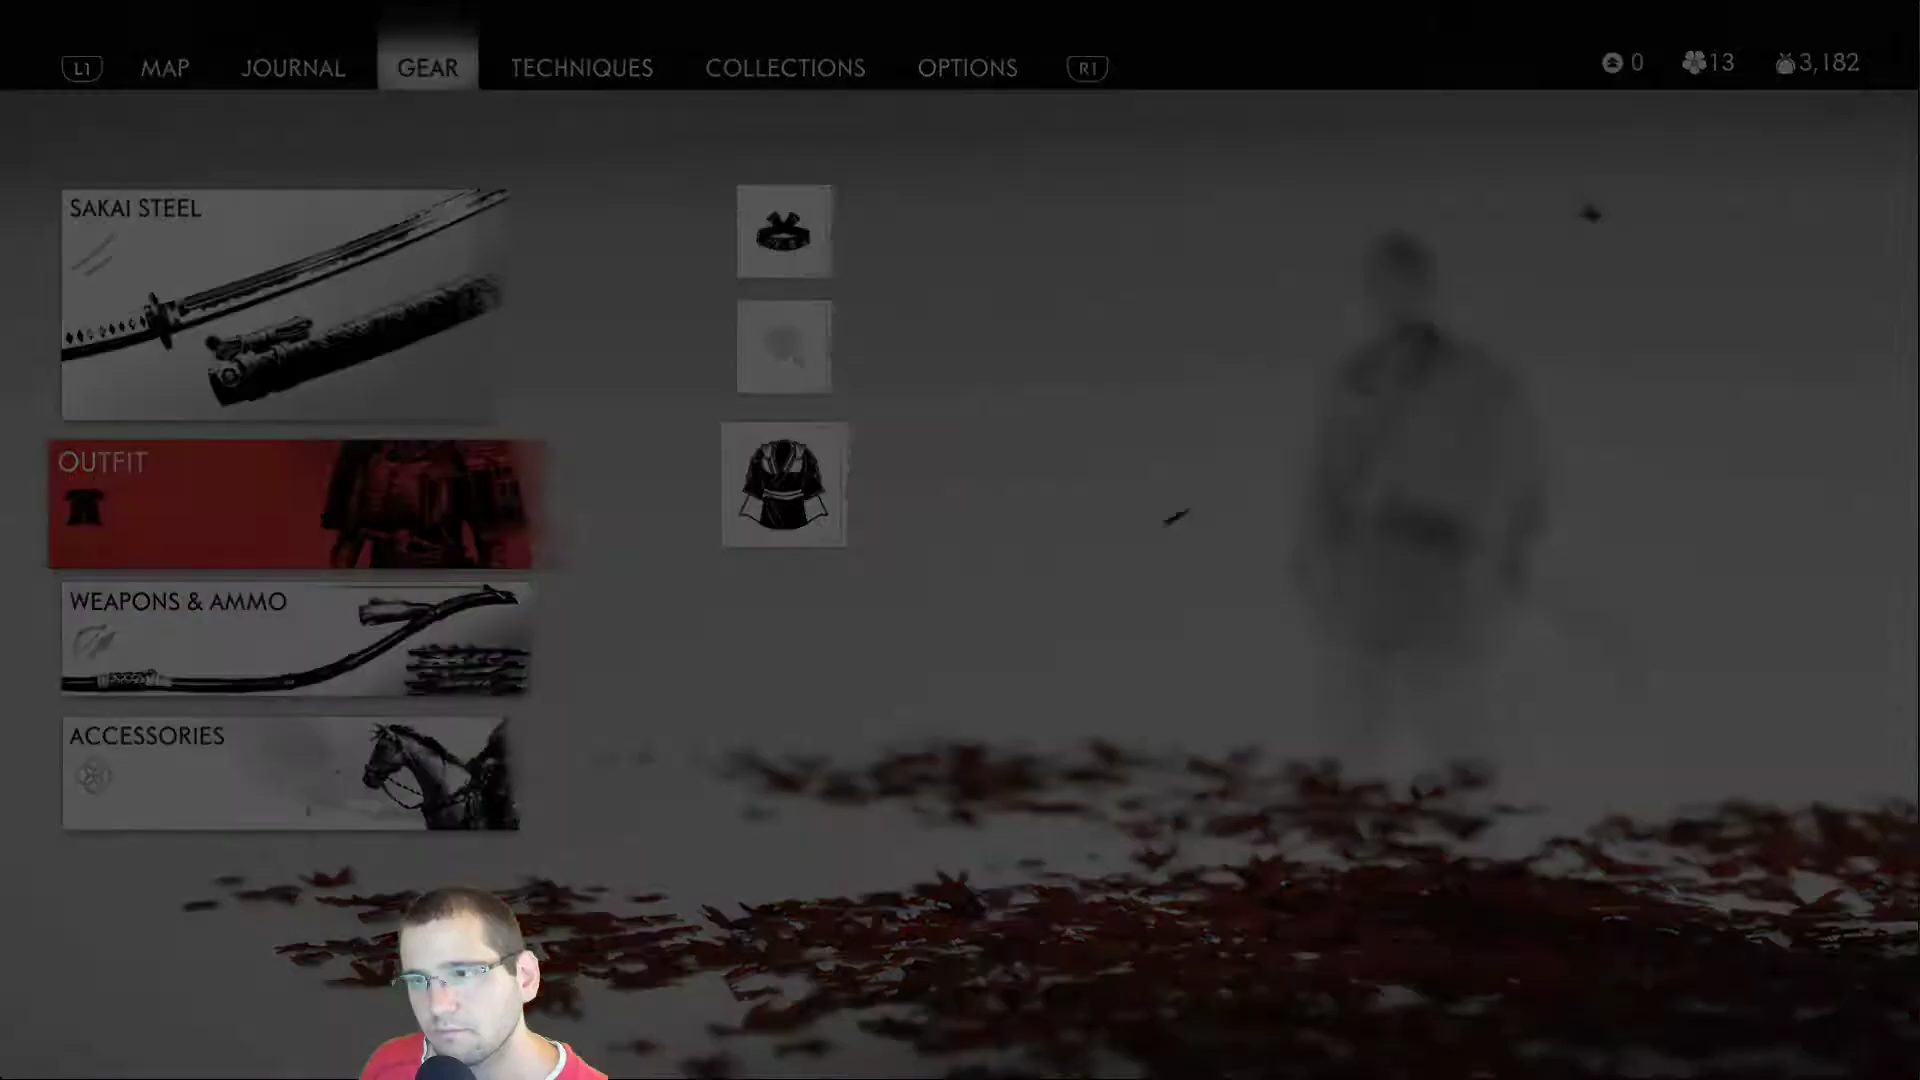 L1 MAP JOURNAL GEAR TECHNIQUES COLLECTIONS OPTIONS R1 0 13 3,182
SAKAI STEEL
OUTFIT
WEAPONS & AMMO
ACCESSORIES